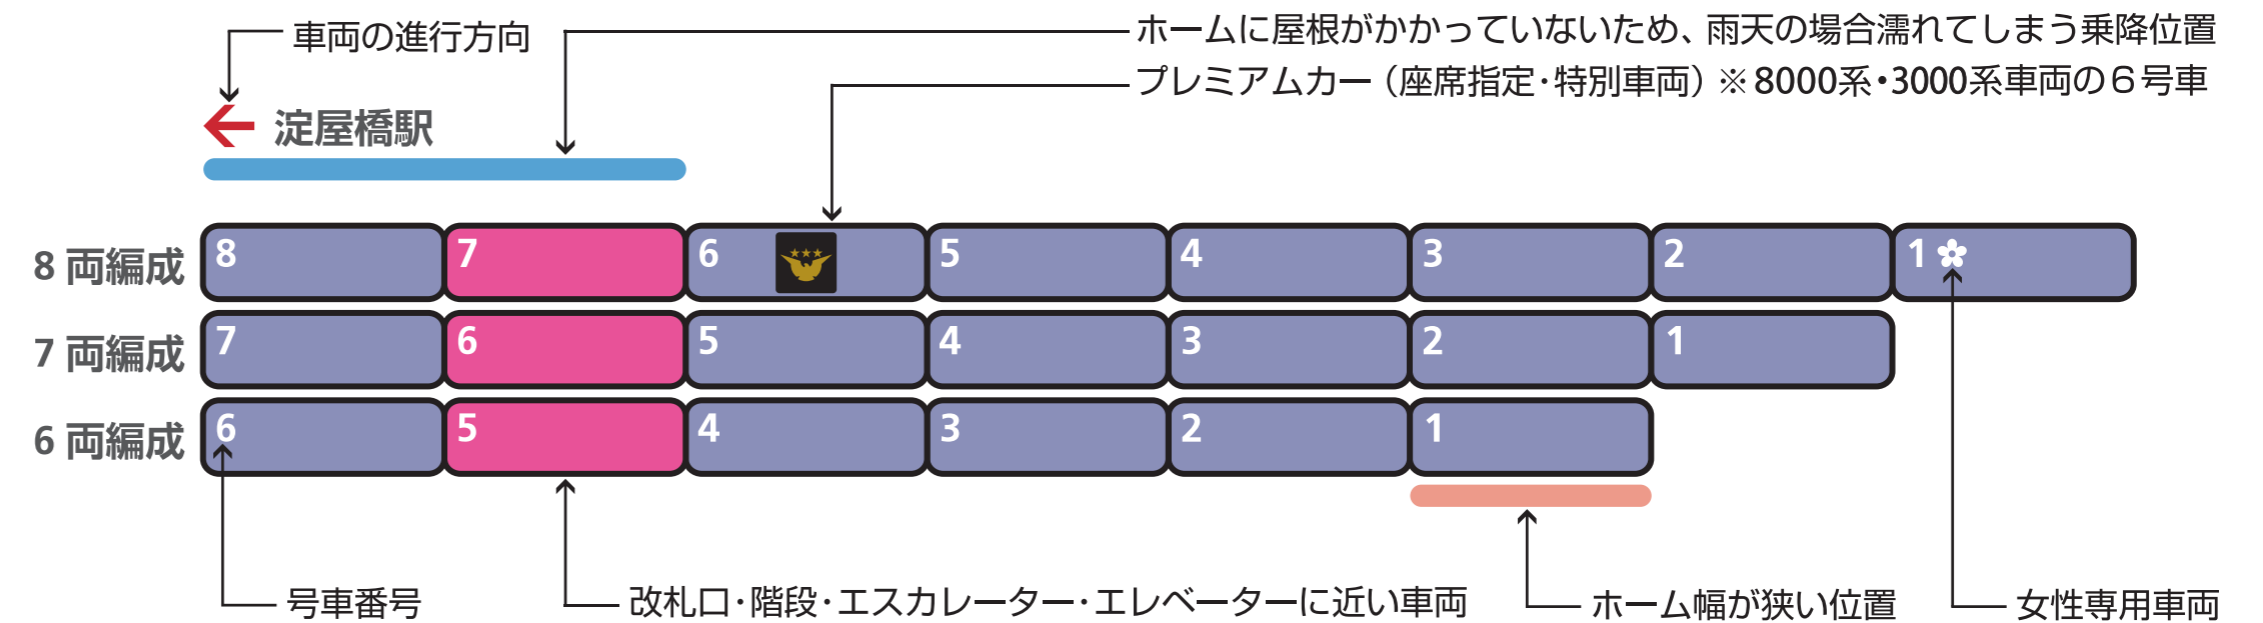 車両の進行方向
ホームに屋根がかかっていないため、雨天の場合濡れてしまう乗降位置
プレミアムカー（座席指定・特別車両）※8000系・3000系車両の６号車
淀屋橋駅
8 両編成 8 7 6 5 4 3 2 1
7 両編成 7 6 5 4 3 2 1
6 両編成 6 5 4 3 2 1
号車番号
改札口・階段・エスカレーター・エレベーターに近い車両
ホーム幅が狭い位置
女性専用車両